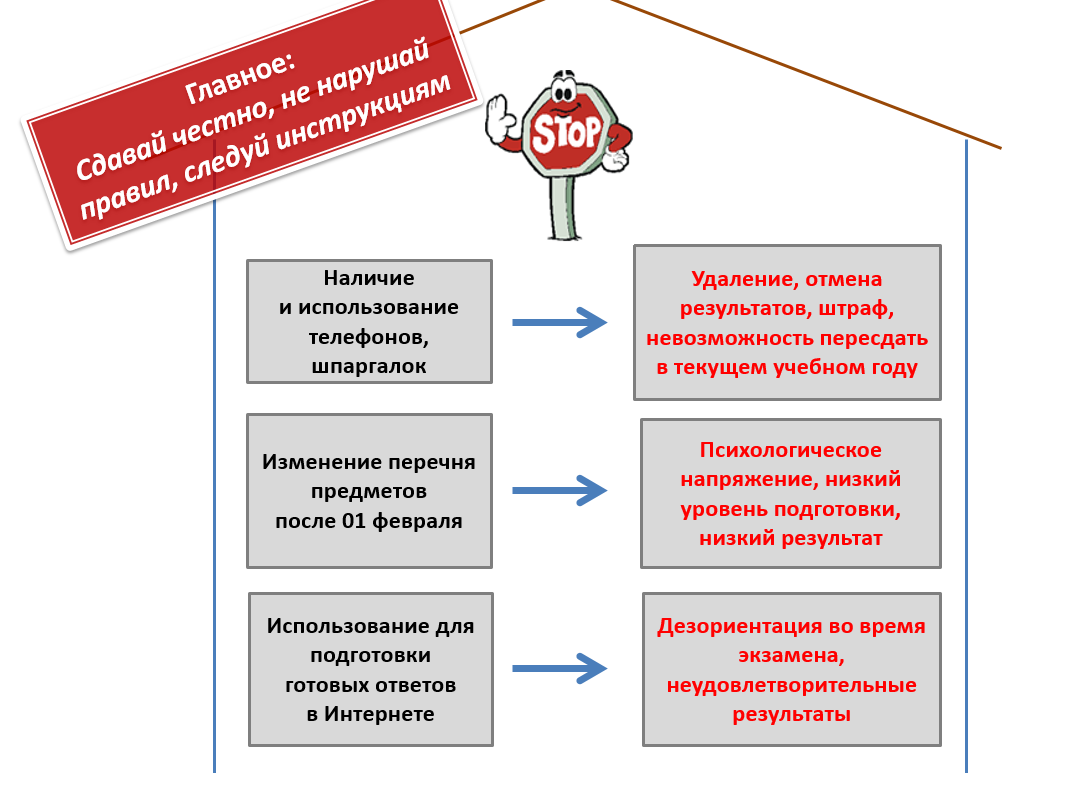 Главное:
Сдавай честно, не нарушай
правил, следуй инструкциям
STOP
Наличие
и использование
телефонов,
шпаргалок
Удаление, отмена
результатов, штраф,
невозможность пересдать
в текущем учебном году
Изменение перечня
предметов
после 01 февраля
Психологическое
напряжение, низкий
уровень подготовки,
низкий результат
Использование для
подготовки
готовых ответов
в Интернете
Дезориентация во время
экзамена,
неудовлетворительные
результаты